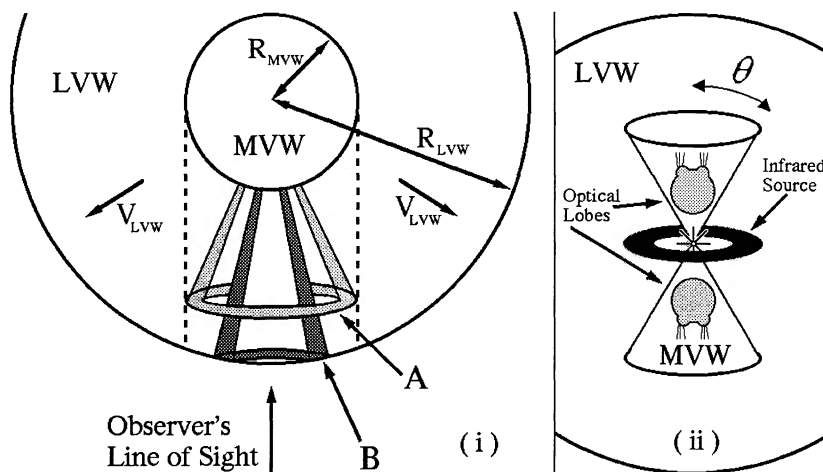 LVW
R_MVW
MVW
R_LVW
V_LVW
V_LVW
A
B
Observer's
Line of Sight
( i )
LVW
θ
Infrared
Source
Optical
Lobes
MVW
( ii )